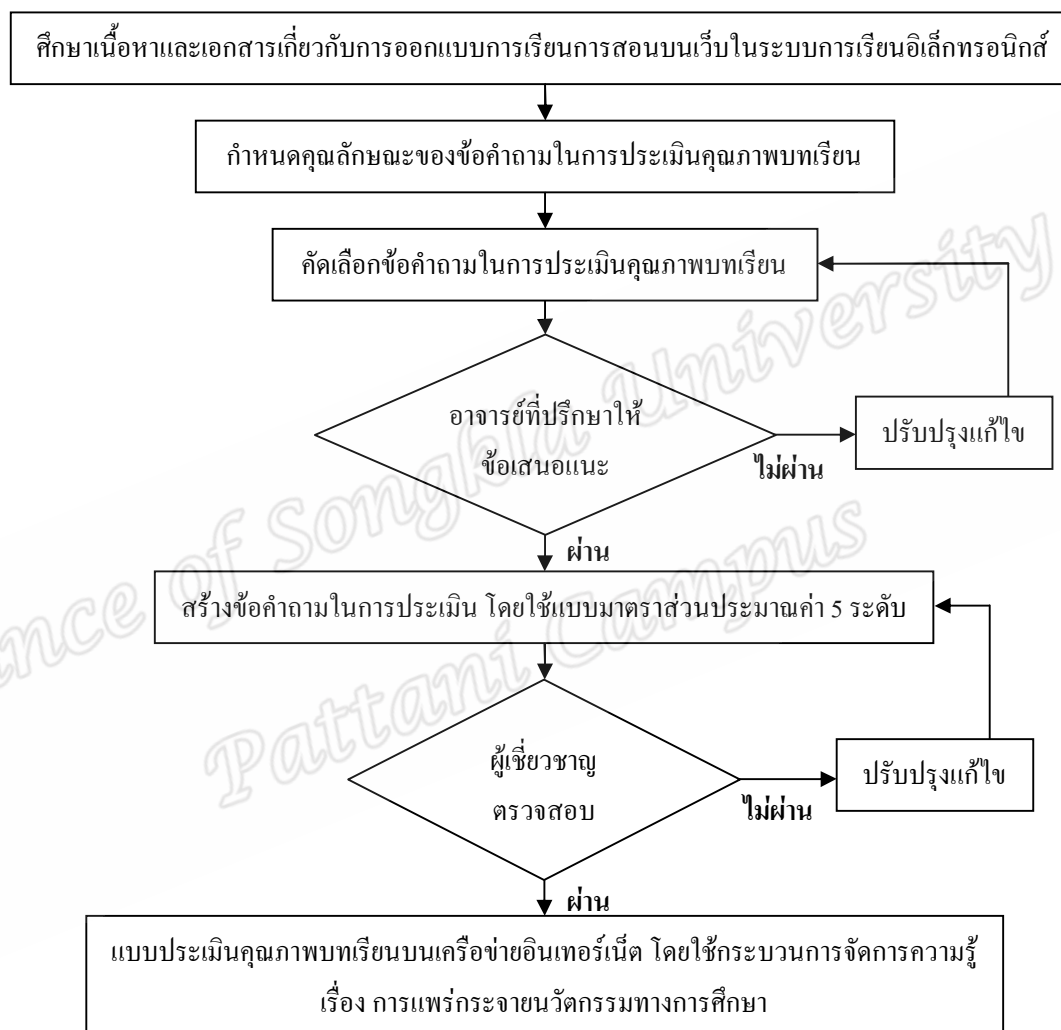 ศึกษาเนื้อหาและเอกสารเกี่ยวกับการออกแบบการเรียนการสอนบนเว็บในระบบการเรียนอิเล็กทรอนิกส์
กำหนดคุณลักษณะของข้อคำถามในการประเมินคุณภาพบทเรียน
คัดเลือกข้อคำถามในการประเมินคุณภาพบทเรียน
อาจารย์ที่ปรึกษาให้
ข้อเสนอแนะ
ไม่ผ่าน
ปรับปรุงแก้ไข
ผ่าน
สร้างข้อคำถามในการประเมิน โดยใช้แบบมาตราส่วนประมาณค่า 5 ระดับ
ผู้เชี่ยวชาญ
ตรวจสอบ
ไม่ผ่าน
ปรับปรุงแก้ไข
ผ่าน
แบบประเมินคุณภาพบทเรียนบนเครือข่ายอินเทอร์เน็ต โดยใช้กระบวนการจัดการความรู้
เรื่อง การแพร่กระจายนวัตกรรมทางการศึกษา
nce of Songkla University
Pattani Campus